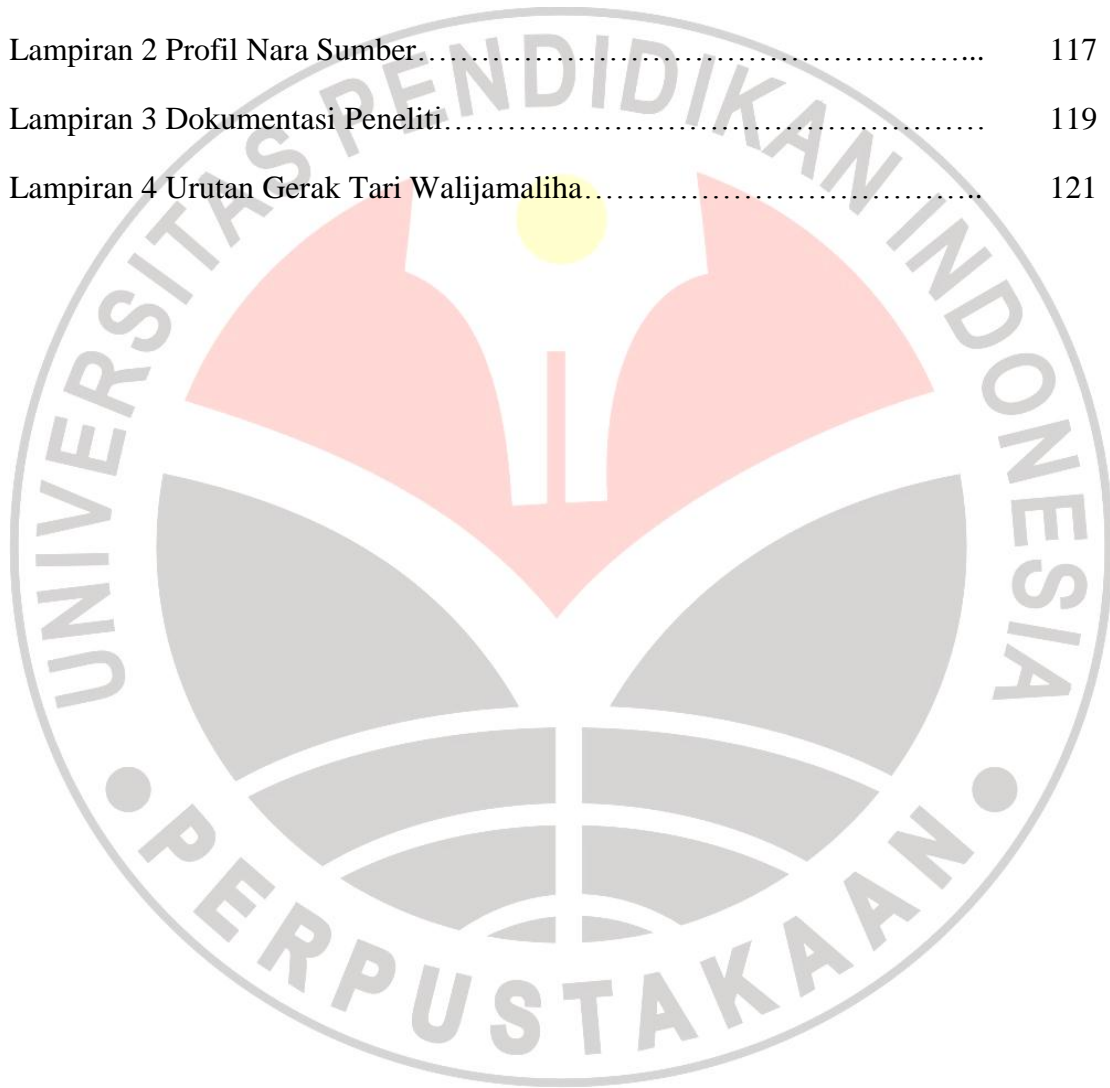 Lampiran 2 Profil Nara Sumber…………………………………………….... 117
Lampiran 3 Dokumentasi Peneliti…………………………………………… 119
Lampiran 4 Urutan Gerak Tari Walijamaliha……………………………….. 121
UNIVERSITAS PENDIDIKAN INDONESIA
PERPUSTAKAAN